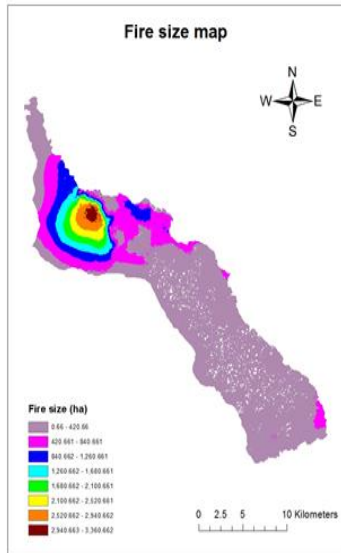 Fire size map
N
W E
S
Fire size (ha)
0.66 - 420.66
420.661 - 840.661
840.662 - 1,260.661
1,260.662 - 1,680.661
1,680.662 - 2,100.661
2,100.662 - 2,520.661
2,520.662 - 2,940.662
2,940.663 - 3,360.662
0 2.5 5 10 Kilometers